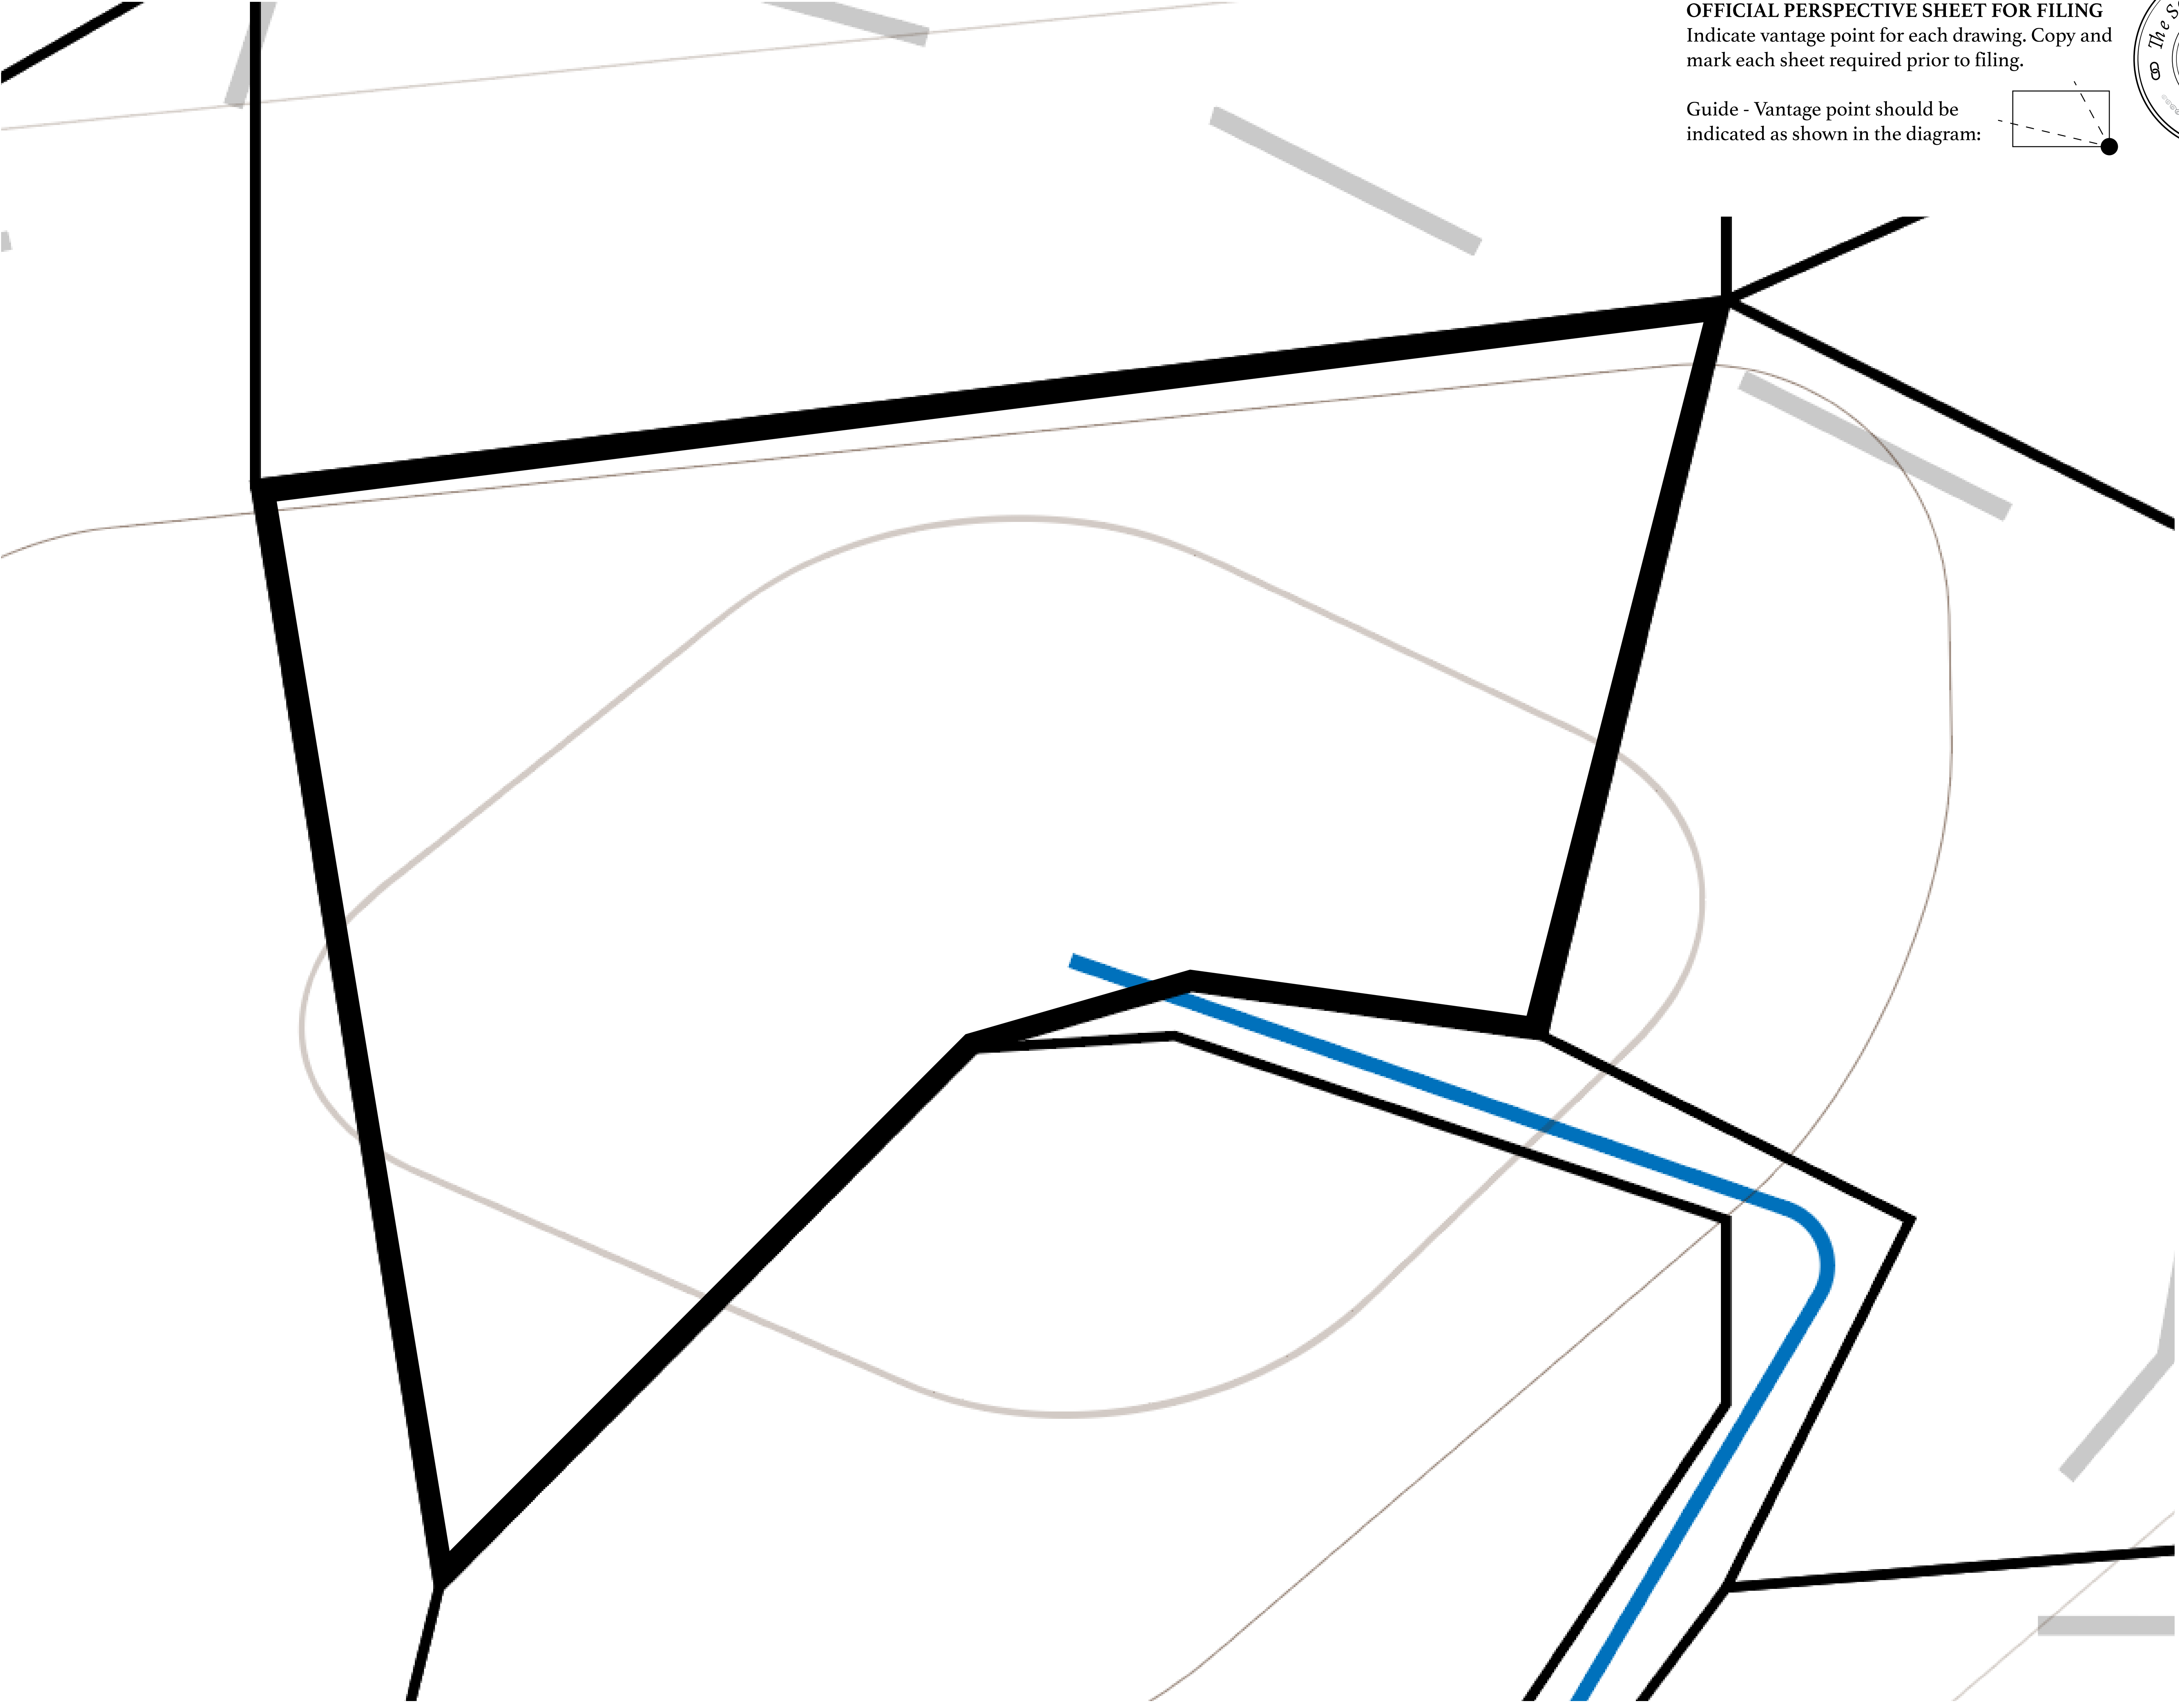 OFFICIAL PERSPECTIVE SHEET FOR FILING
Indicate vantage point for each drawing. Copy and
mark each sheet required prior to filing.
Guide - Vantage point should be
indicated as shown in the diagram:
The